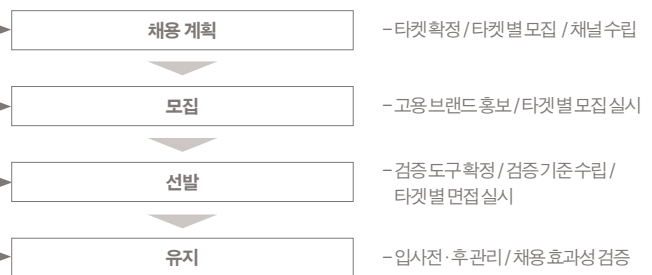 채용 계획
– 타켓 확정 / 타켓별 모집 / 채널 수립
모집
– 고용 브랜드 홍보 / 타겟별 모집 실시
선발
– 검증 도구 확정 / 검증 기준 수립 /
타겟별 면접 실시
유지
– 입사 전·후 관리 / 채용 효과성 검증